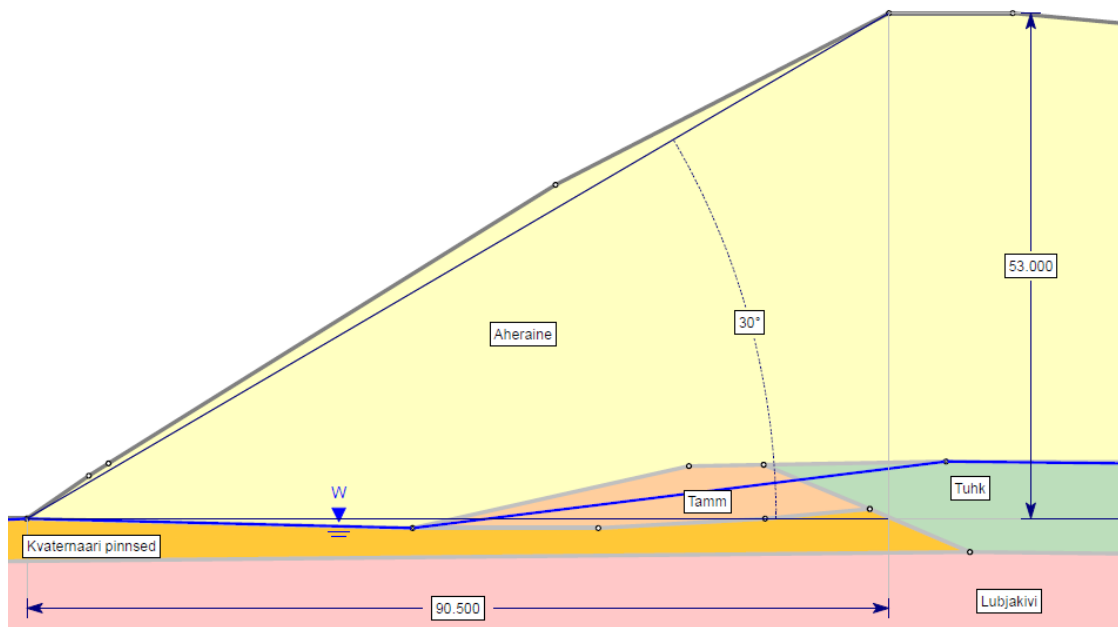 53.000
30°
Aheraine
W
Tamm
Tuhk
Kvaternaari pinnsed
90.500
Lubjakivi